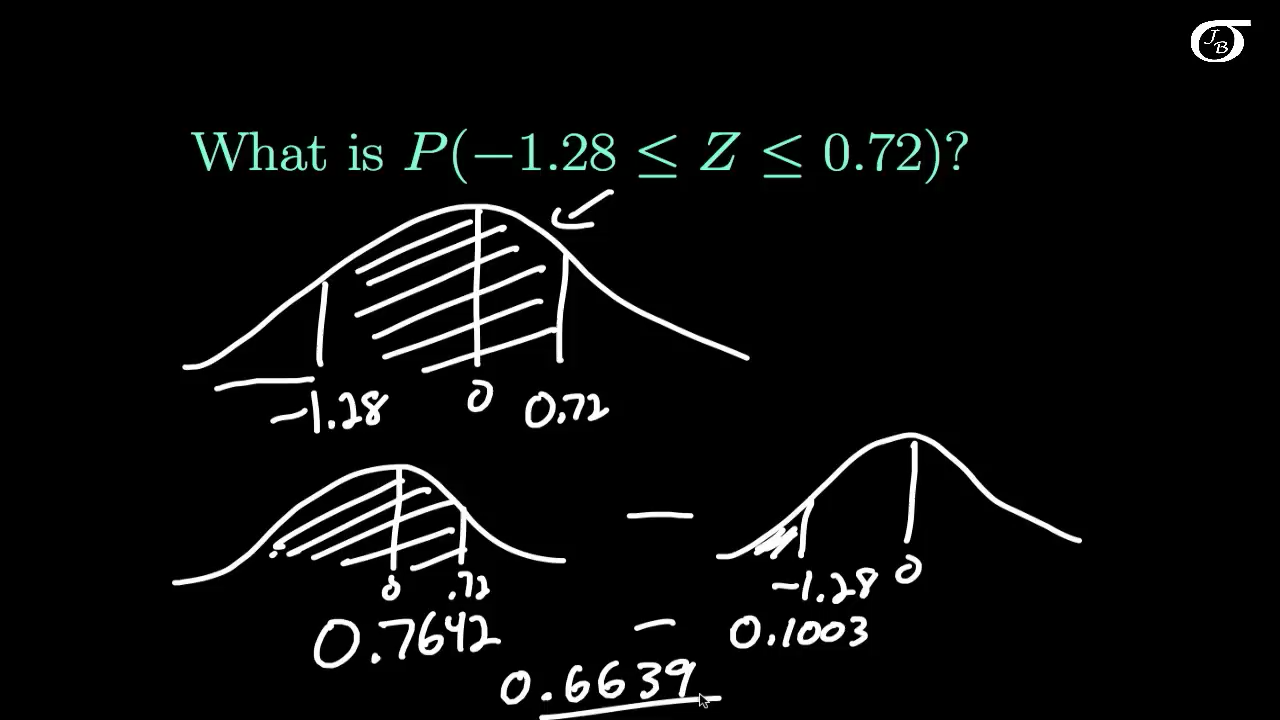 JB
What is P(−1.28 ≤ Z ≤ 0.72)?
−1.28 0 0.72
0 .72 − −1.28 0
0.7642 − 0.1003
0.6639